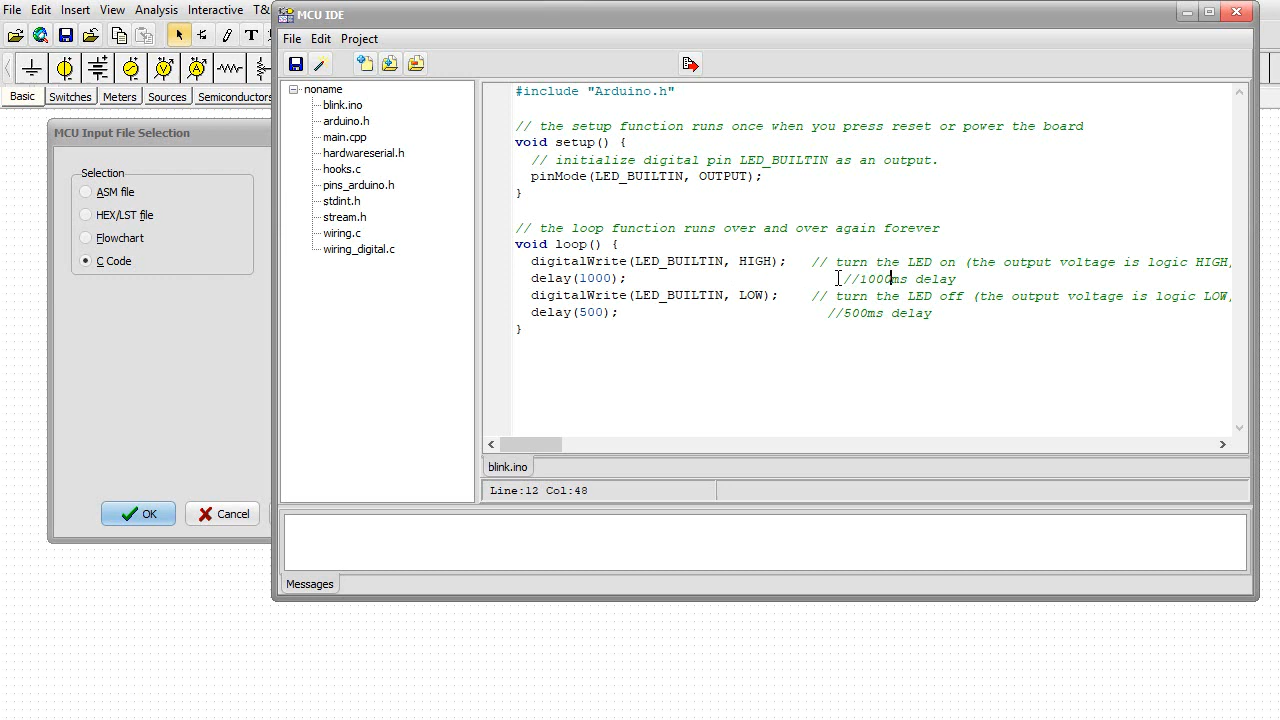 File Edit Insert View Analysis Interactive T&
MCU IDE
File Edit Project
Basic Switches Meters Sources Semiconductors
MCU Input File Selection
Selection
ASM file
HEX/LST file
Flowchart
C Code
OK Cancel
noname
blink.ino
arduino.h
main.cpp
hardwareserial.h
hooks.c
pins_arduino.h
stdint.h
stream.h
wiring.c
wiring_digital.c
#include "Arduino.h"
// the setup function runs once when you press reset or power the board
void setup() {
// initialize digital pin LED_BUILTIN as an output.
pinMode(LED_BUILTIN, OUTPUT);
}
// the loop function runs over and over again forever
void loop() {
digitalWrite(LED_BUILTIN, HIGH); // turn the LED on (the output voltage is logic HIGH,
delay(1000); //1000ms delay
digitalWrite(LED_BUILTIN, LOW); // turn the LED off (the output voltage is logic LOW,
delay(500); //500ms delay
}
blink.ino
Line:12 Col:48
Messages